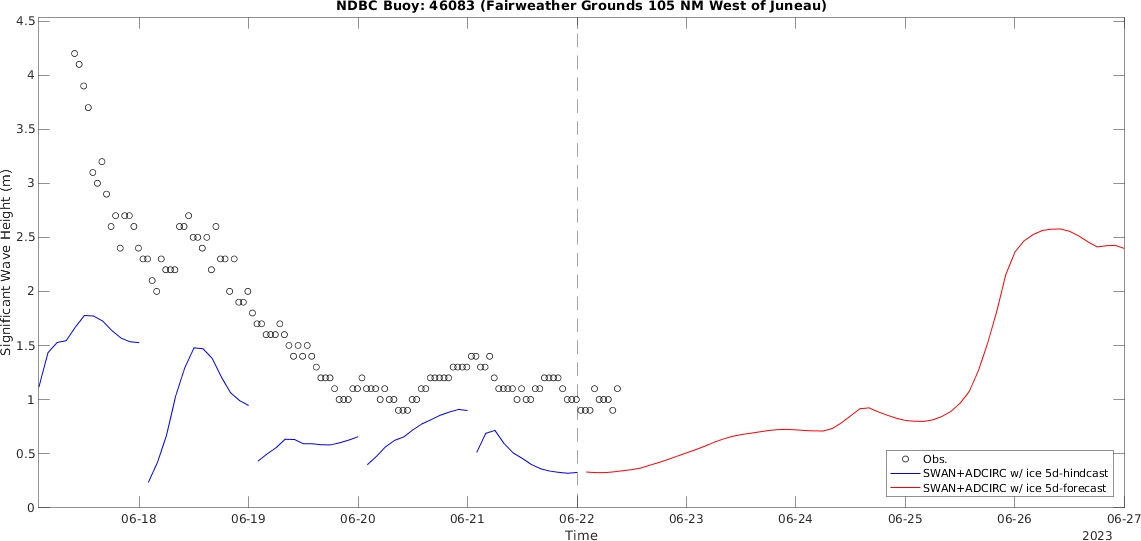 NDBC Buoy: 46083 (Fairweather Grounds 105 NM West of Juneau)
4.5
4
3.5
3
2.5
2
1.5
1
0.5
0
Significant Wave Height (m)
Obs.
SWAN+ADCIRC w/ ice 5d-hindcast
SWAN+ADCIRC w/ ice 5d-forecast
06-18 06-19 06-20 06-21 06-22 06-23 06-24 06-25 06-26 06-27
Time
2023